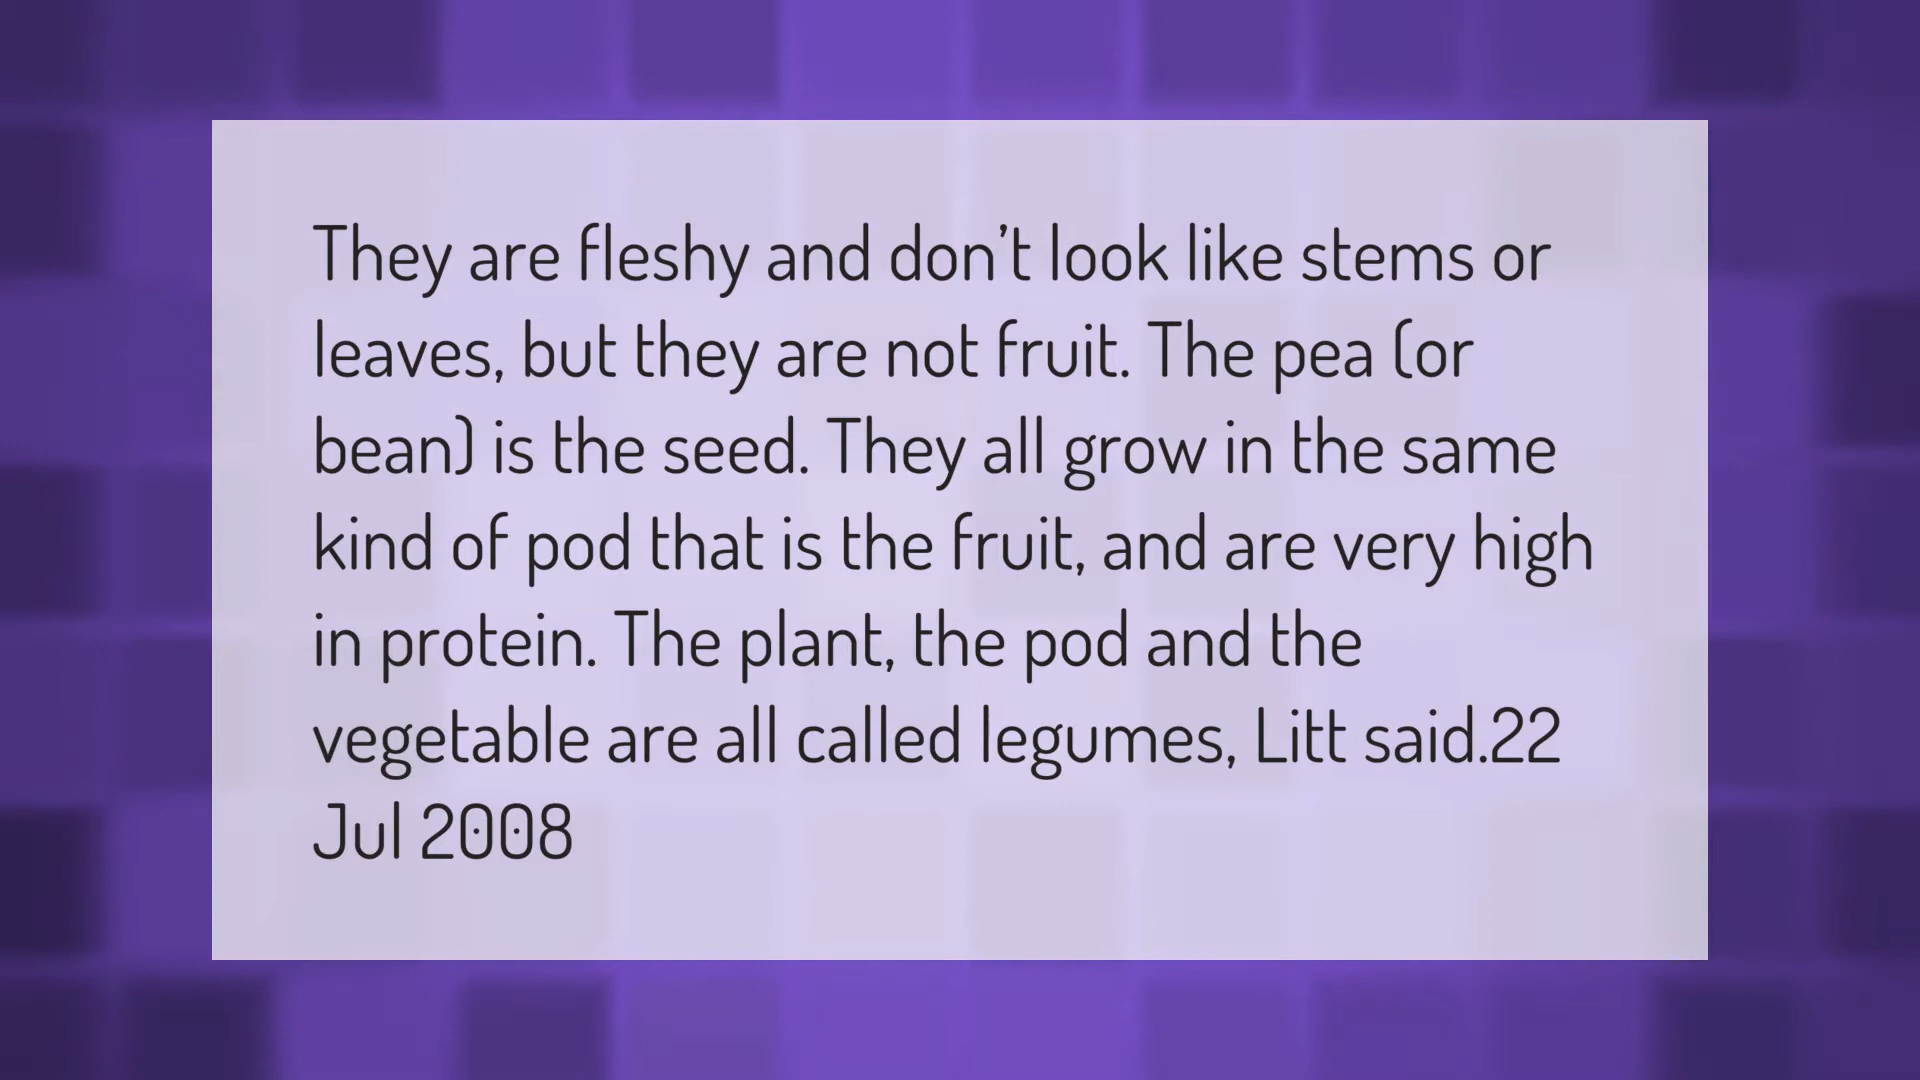 They are fleshy and don’t look like stems or
leaves, but they are not fruit. The pea (or
bean) is the seed. They all grow in the same
kind of pod that is the fruit, and are very high
in protein. The plant, the pod and the
vegetable are all called legumes, Litt said.22
Jul 2008